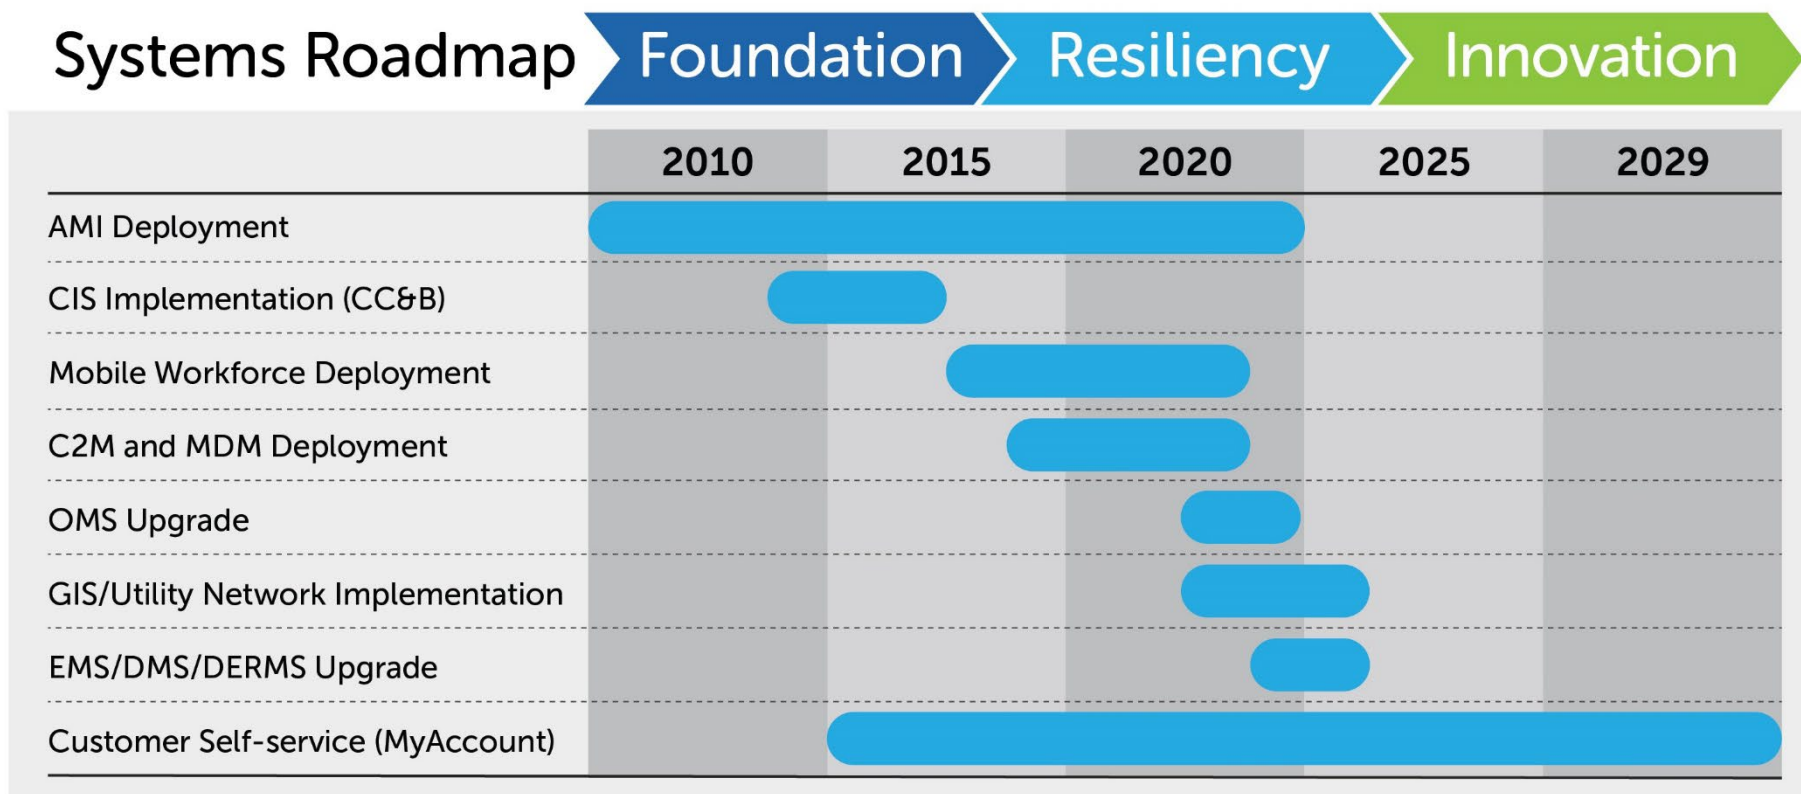 Systems Roadmap Foundation Resiliency Innovation
2010 2015 2020 2025 2029
AMI Deployment
CIS Implementation (CC&B)
Mobile Workforce Deployment
C2M and MDM Deployment
OMS Upgrade
GIS/Utility Network Implementation
EMS/DMS/DERMS Upgrade
Customer Self-service (MyAccount)